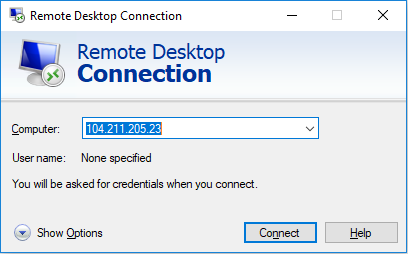 Remote Desktop Connection
Remote Desktop
Connection
Computer: 104.211.205.23
User name: None specified
You will be asked for credentials when you connect.
Show Options Connect Help